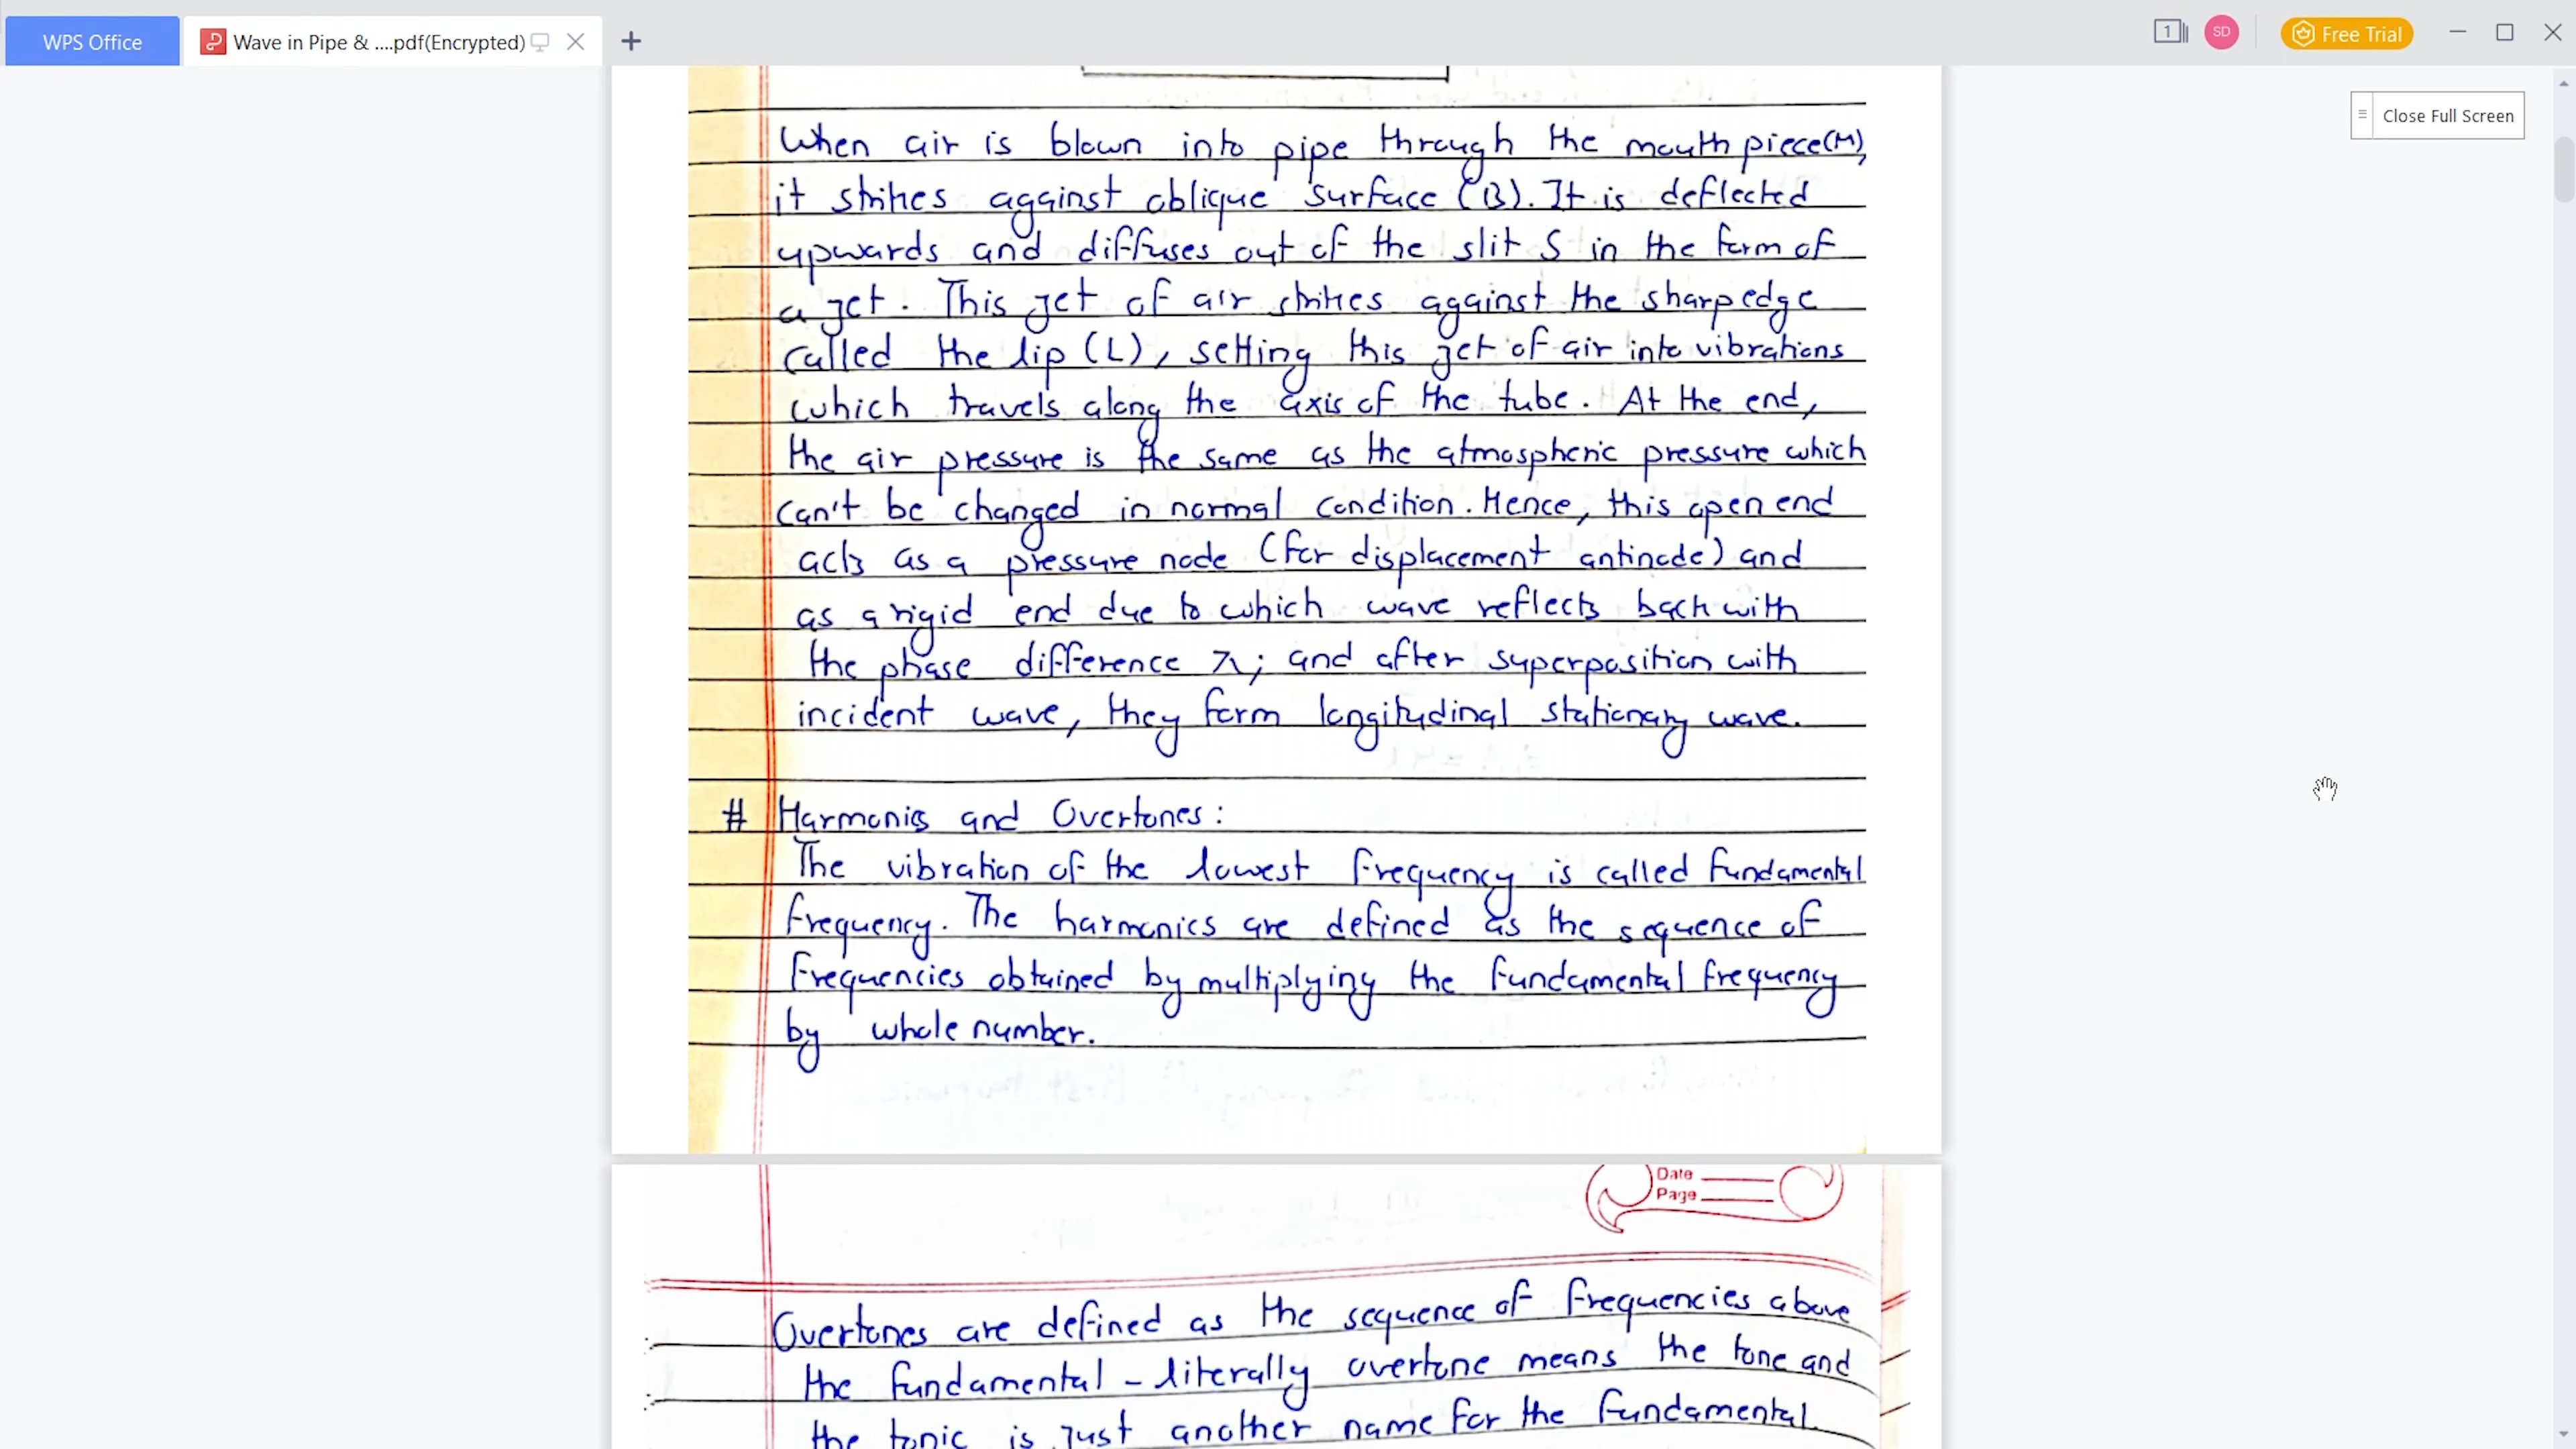 WPS Office
Wave in Pipe & ....pdf(Encrypted)
1
SD
Free Trial
Close Full Screen
When air is blown into pipe through the mouth piece(M),
it strikes against oblique surface (B). It is deflected
upwards and diffuses out of the slit S in the form of
a jet. This jet of air strikes against the sharp edge
called the lip (L), setting this jet of air into vibrations
which travels along the axis of the tube. At the end,
the air pressure is the same as the atmospheric pressure which
can't be changed in normal condition. Hence, this open end
acts as a pressure node (for displacement antinode) and
as a rigid end due to which wave reflects back with
the phase difference π; and after superposition with
incident wave, they form longitudinal stationary wave.
# Harmonics and Overtones:
The vibration of the lowest frequency is called fundamental
frequency. The harmonics are defined as the sequence of
frequencies obtained by multiplying the fundamental frequency
by whole number.
Date
Page
Overtones are defined as the sequence of frequencies above
the fundamental - literally overtone means the tone and
the tonic is just another name for the fundamental.